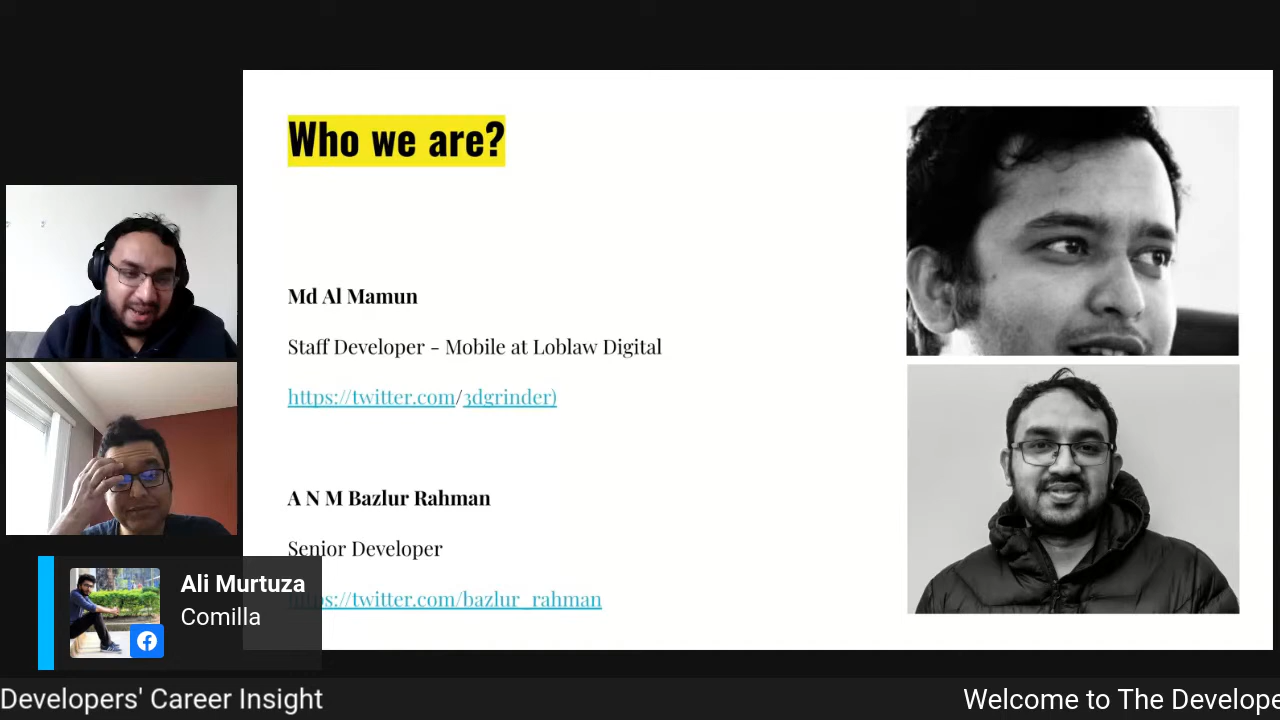 Who we are?
Md Al Mamun
Staff Developer - Mobile at Loblaw Digital
https://twitter.com/3dgrinder)
A N M Bazlur Rahman
Senior Developer
https://twitter.com/bazlur_rahman
Ali Murtuza
Comilla
Developers' Career Insight
Welcome to The Develope